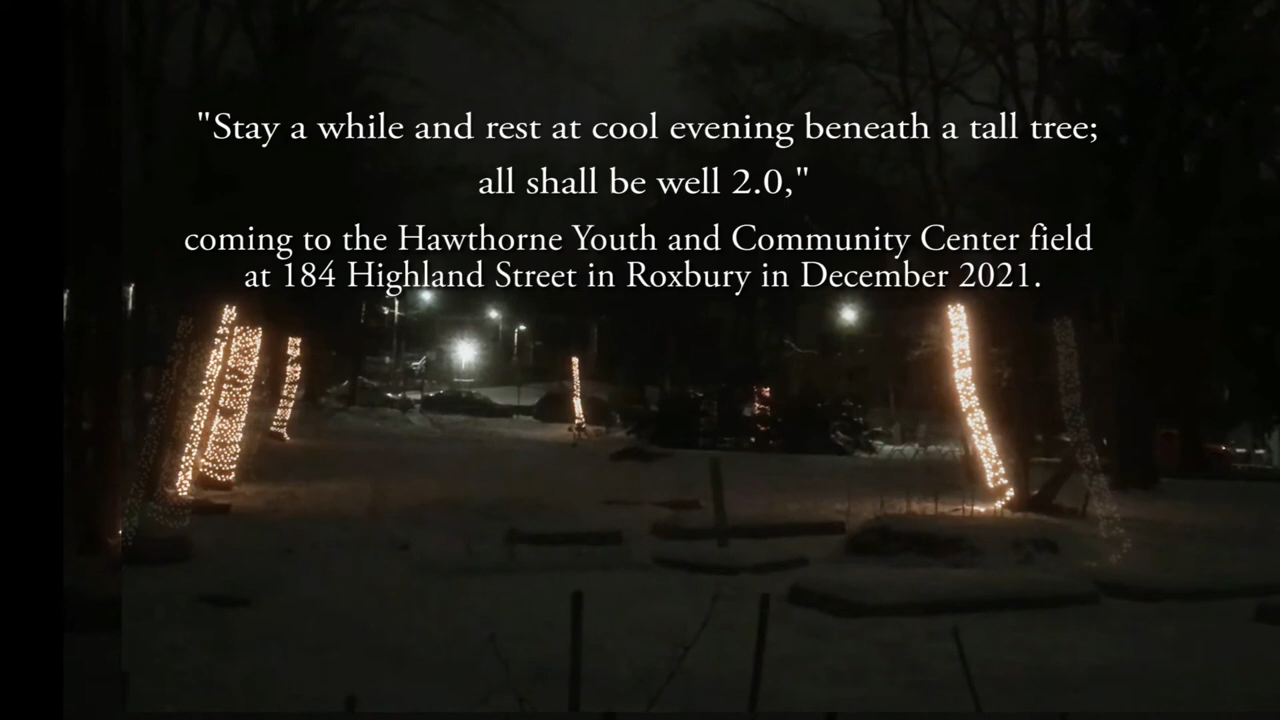 "Stay a while and rest at cool evening beneath a tall tree;
all shall be well 2.0,"
coming to the Hawthorne Youth and Community Center field
at 184 Highland Street in Roxbury in December 2021.